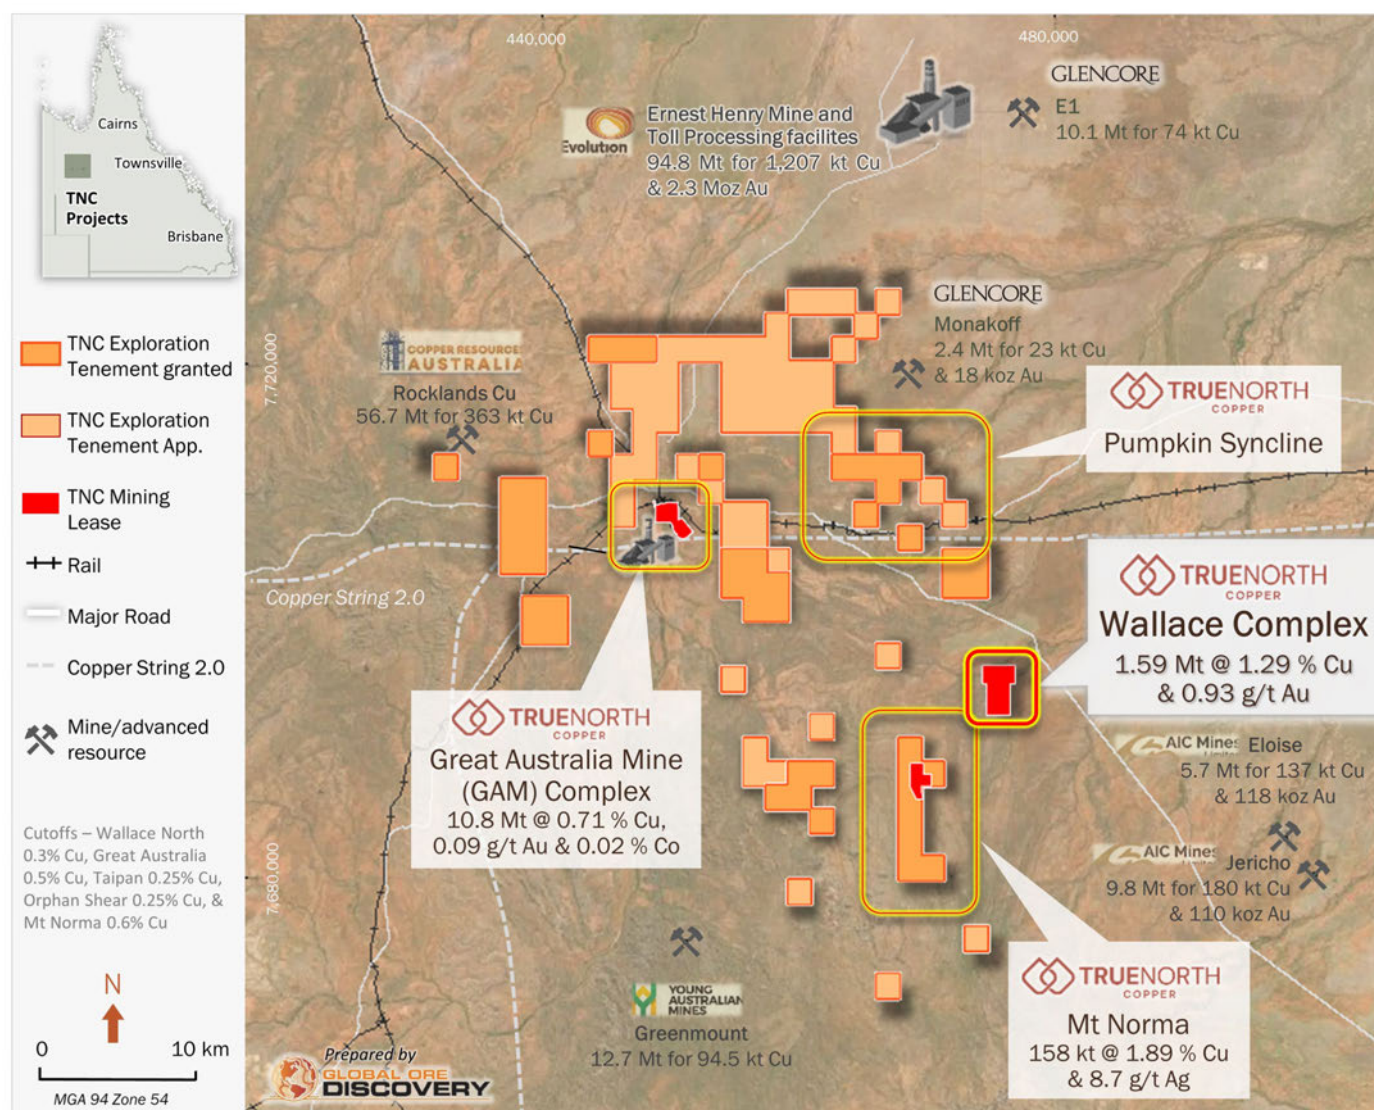 Cairns
Townsville
TNC
Projects
Brisbane
TNC Exploration
Tenement granted
TNC Exploration
Tenement App.
TNC Mining
Lease
Rail
Major Road
Copper String 2.0
Mine/advanced
resource
Cutoffs – Wallace North
0.3% Cu, Great Australia
0.5% Cu, Taipan 0.25% Cu,
Orphan Shear 0.25% Cu, &
Mt Norma 0.6% Cu
N
0 10 km
MGA 94 Zone 54
440,000
480,000
7,720,000
7,680,000
Evolution
Ernest Henry Mine and
Toll Processing facilites
94.8 Mt for 1,207 kt Cu
& 2.3 Moz Au
GLENCORE
E1
10.1 Mt for 74 kt Cu
GLENCORE
Monakoff
2.4 Mt for 23 kt Cu
& 18 koz Au
COPPER RESOURCES
AUSTRALIA
Rocklands Cu
56.7 Mt for 363 kt Cu
TRUENORTH
COPPER
Pumpkin Syncline
Copper String 2.0
TRUENORTH
COPPER
Wallace Complex
1.59 Mt @ 1.29 % Cu
& 0.93 g/t Au
TRUENORTH
COPPER
Great Australia Mine
(GAM) Complex
10.8 Mt @ 0.71 % Cu,
0.09 g/t Au & 0.02 % Co
AIC Mines
Eloise
5.7 Mt for 137 kt Cu
& 118 koz Au
AIC Mines
Jericho
9.8 Mt for 180 kt Cu
& 110 koz Au
TRUENORTH
COPPER
Mt Norma
158 kt @ 1.89 % Cu
& 8.7 g/t Ag
YOUNG
AUSTRALIAN
MINES
Greenmount
12.7 Mt for 94.5 kt Cu
Prepared by
GLOBAL ORE
DISCOVERY